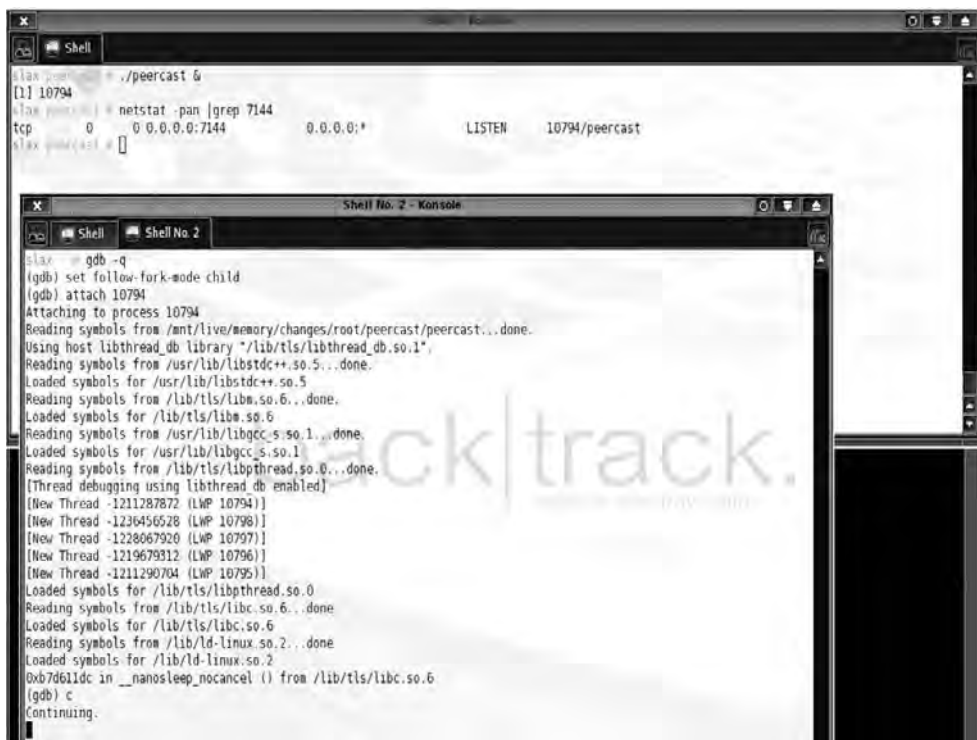 Shell
slax peercast # ./peercast &
[1] 10794
slax peercast # netstat -pan |grep 7144
tcp 0 0 0.0.0.0:7144 0.0.0.0:* LISTEN 10794/peercast
slax peercast #
Shell No. 2 - Konsole
Shell Shell No. 2
slax # gdb -q
(gdb) set follow-fork-mode child
(gdb) attach 10794
Attaching to process 10794
Reading symbols from /mnt/live/memory/changes/root/peercast/peercast...done.
Using host libthread_db library "/lib/tls/libthread_db.so.1".
Reading symbols from /usr/lib/libstdc++.so.5...done.
Loaded symbols for /usr/lib/libstdc++.so.5
Reading symbols from /lib/tls/libm.so.6...done.
Loaded symbols for /lib/tls/libm.so.6
Reading symbols from /usr/lib/libgcc_s.so.1...done.
Loaded symbols for /usr/lib/libgcc_s.so.1
Reading symbols from /lib/tls/libpthread.so.0...done.
[Thread debugging using libthread_db enabled]
[New Thread -1211287872 (LWP 10794)]
[New Thread -1236456528 (LWP 10798)]
[New Thread -1228067920 (LWP 10797)]
[New Thread -1219679312 (LWP 10796)]
[New Thread -1211290704 (LWP 10795)]
Loaded symbols for /lib/tls/libpthread.so.0
Reading symbols from /lib/tls/libc.so.6...done
Loaded symbols for /lib/tls/libc.so.6
Reading symbols from /lib/ld-linux.so.2...done
Loaded symbols for /lib/ld-linux.so.2
0xb7d611dc in __nanosleep_nocancel () from /lib/tls/libc.so.6
(gdb) c
Continuing.
back|track.